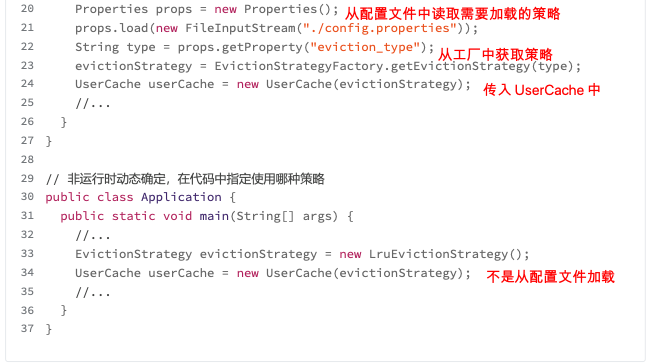 20 Properties props = new Properties(); 从配置文件中读取需要加载的策略
21 props.load(new FileInputStream("./config.properties"));
22 String type = props.getProperty("eviction_type"); 从工厂中获取策略
23 evictionStrategy = EvictionStrategyFactory.getEvictionStrategy(type);
24 UserCache userCache = new UserCache(evictionStrategy); 传入 UserCache 中
25 //...
26 }
27 }
28
29 // 非运行时动态确定，在代码中指定使用哪种策略
30 public class Application {
31 public static void main(String[] args) {
32 //...
33 EvictionStrategy evictionStrategy = new LruEvictionStrategy();
34 UserCache userCache = new UserCache(evictionStrategy); 不是从配置文件加载
35 //...
36 }
37 }